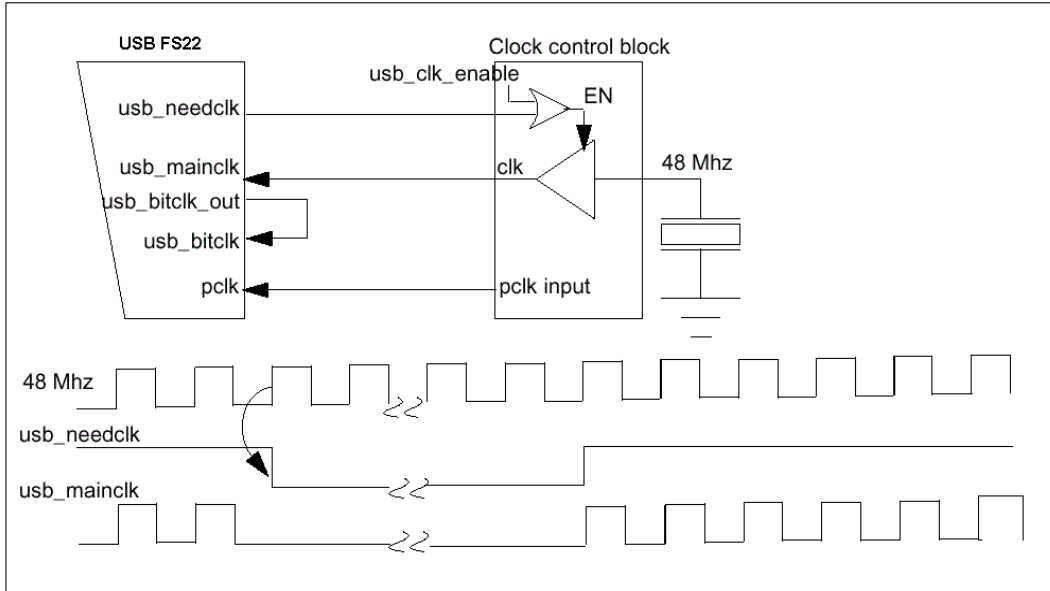 USB FS22
Clock control block
usb_clk_enable
EN
usb_needclk
usb_mainclk
clk
48 Mhz
usb_bitclk_out
usb_bitclk
pclk
pclk input
48 Mhz
usb_needclk
usb_mainclk